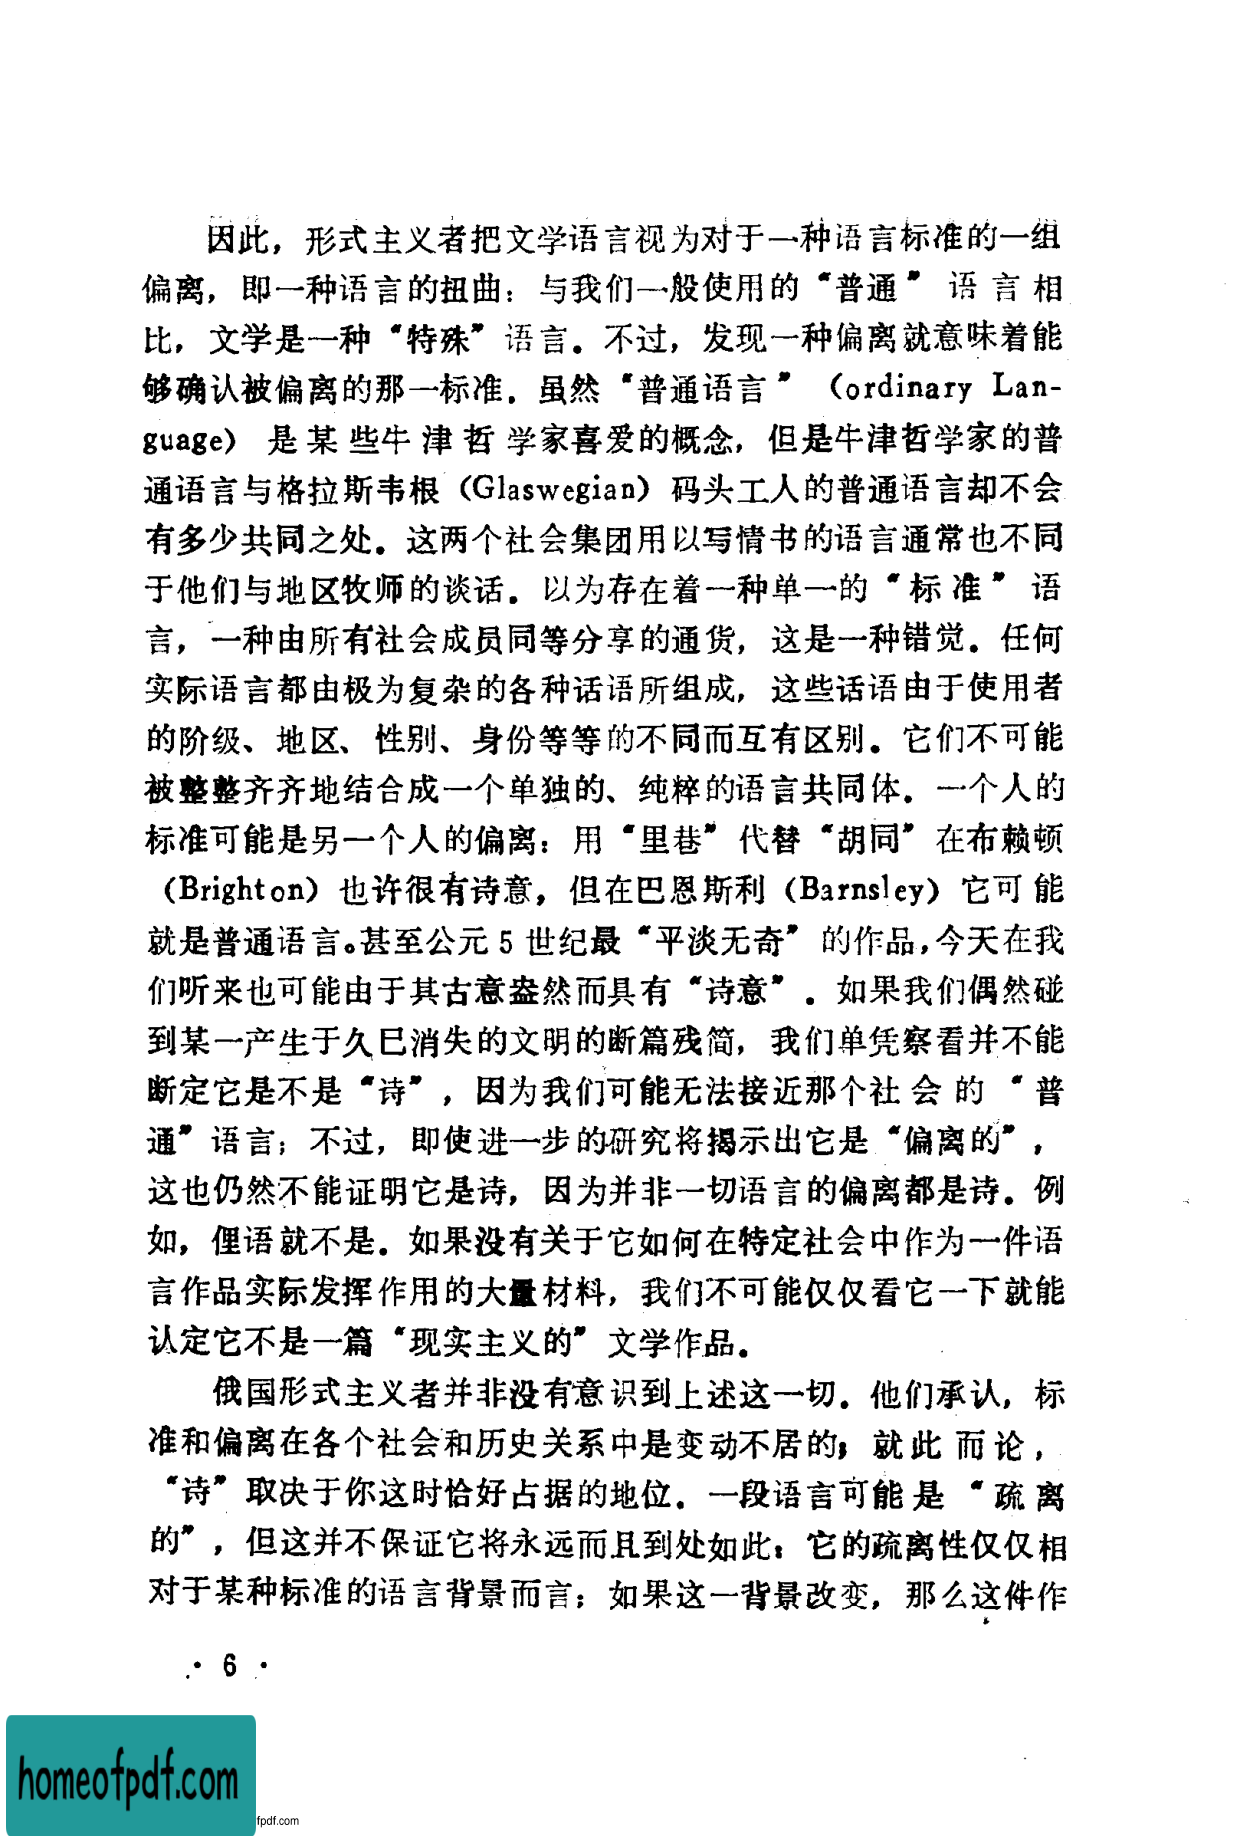 因此，形式主义者把文学语言视为对于一种语言标准的一组
偏离，即一种语言的扭曲：与我们一般使用的“普通”语言相
比，文学是一种“特殊”语言。不过，发现一种偏离就意味着能
够确认被偏离的那一标准。虽然“普通语言”（ordinary Lan-
guage）是某些牛津哲学家喜爱的概念，但是牛津哲学家的普
通语言与格拉斯韦根（Glaswegian）码头工人的普通语言却不会
有多少共同之处。这两个社会集团用以写情书的语言通常也不同
于他们与地区牧师的谈话。以为存在着一种单一的“标准”语
言，一种由所有社会成员同等分享的通货，这是一种错觉。任何
实际语言都由极为复杂的各种话语所组成，这些话语由于使用者
的阶级、地区、性别、身份等等的不同而互有区别。它们不可能
被整整齐齐地结合成一个单独的、纯粹的语言共同体。一个人的
标准可能是另一个人的偏离：用“里巷”代替“胡同”在布赖顿
（Brighton）也许很有诗意，但在巴恩斯利（Barnsley）它可能
就是普通语言。甚至公元5世纪最“平淡无奇”的作品，今天在我
们听来也可能由于其古意盎然而具有“诗意”。如果我们偶然碰
到某一产生于久巳消失的文明的断篇残简，我们单凭察看并不能
断定它是不是“诗”，因为我们可能无法接近那个社会的“普
通”语言；不过，即使进一步的研究将揭示出它是“偏离的”，
这也仍然不能证明它是诗，因为并非一切语言的偏离都是诗。例
如，俚语就不是。如果没有关于它如何在特定社会中作为一件语
言作品实际发挥作用的大量材料，我们不可能仅仅看它一下就能
认定它不是一篇“现实主义的”文学作品。
俄国形式主义者并非没有意识到上述这一切。他们承认，标
准和偏离在各个社会和历史关系中是变动不居的；就此而论，
“诗”取决于你这时恰好占据的地位。一段语言可能是“疏离
的”，但这并不保证它将永远而且到处如此：它的疏离性仅仅相
对于某种标准的语言背景而言；如果这一背景改变，那么这件作
· 6 ·
homeofpdf.com
fpdf.com